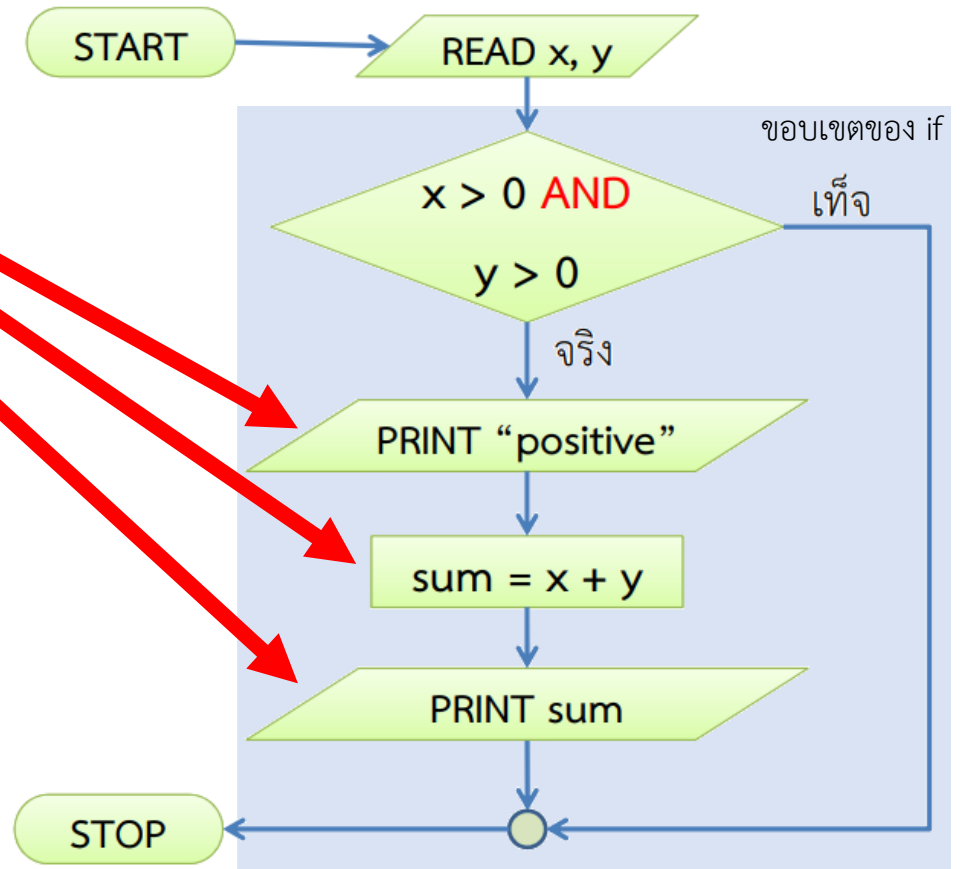 START
READ x, y
ขอบเขตของ if
x > 0 AND
y > 0
เท็จ
จริง
PRINT “positive”
sum = x + y
PRINT sum
STOP